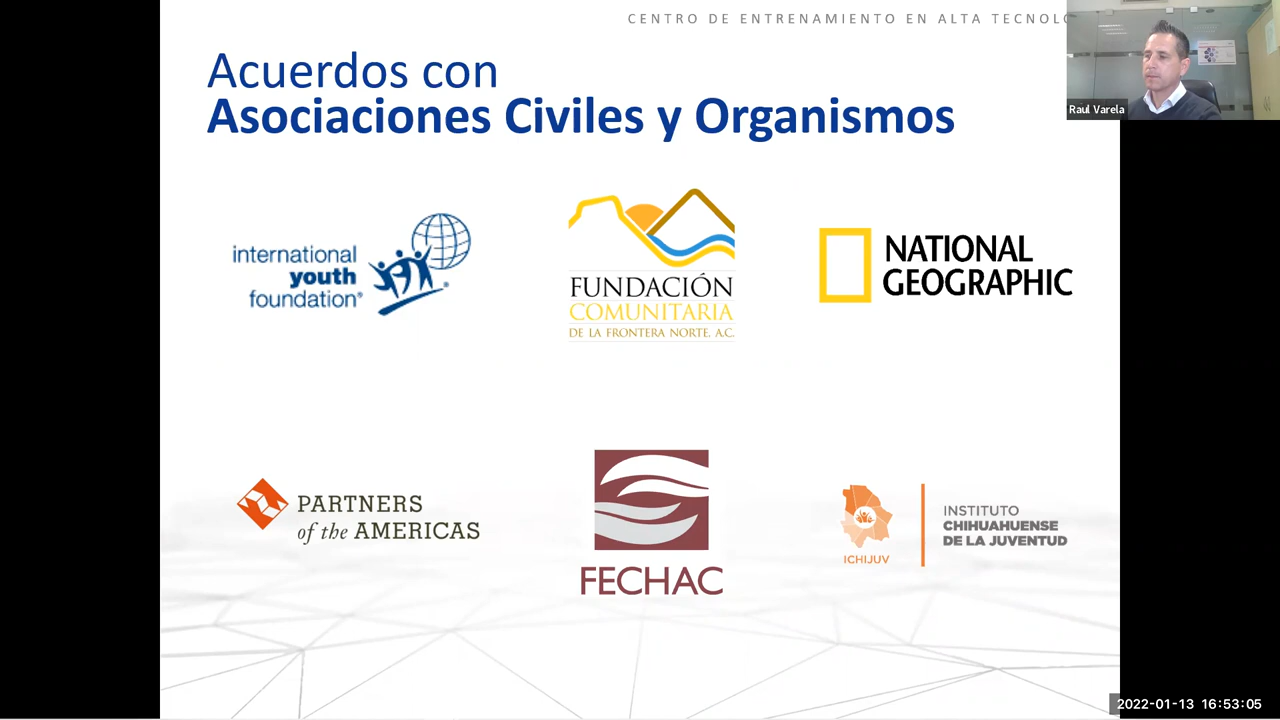 CENTRO DE ENTRENAMIENTO EN ALTA TECNOLO
Raul Varela
Acuerdos con
Asociaciones Civiles y Organismos
international
youth
foundation®
FUNDACIÓN
COMUNITARIA
DE LA FRONTERA NORTE, A.C.
NATIONAL
GEOGRAPHIC
PARTNERS
of the AMERICAS
FECHAC
ICHIJUV
INSTITUTO
CHIHUAHUENSE
DE LA JUVENTUD
2022-01-13 16:53:05